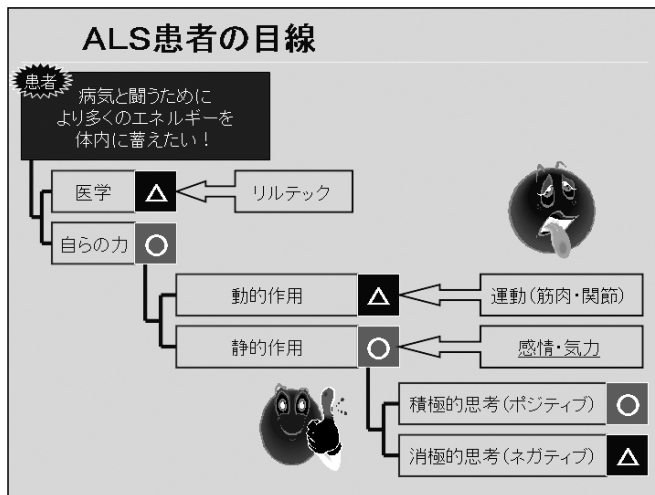 ALS患者の目線
患者
病気と闘うために
より多くのエネルギーを
体内に蓄えたい！
医学
△
リルテック
自らの力
○
動的作用
△
運動（筋肉・関節）
静的作用
○
感情・気力
積極的思考（ポジティブ）
○
消極的思考（ネガティブ）
△